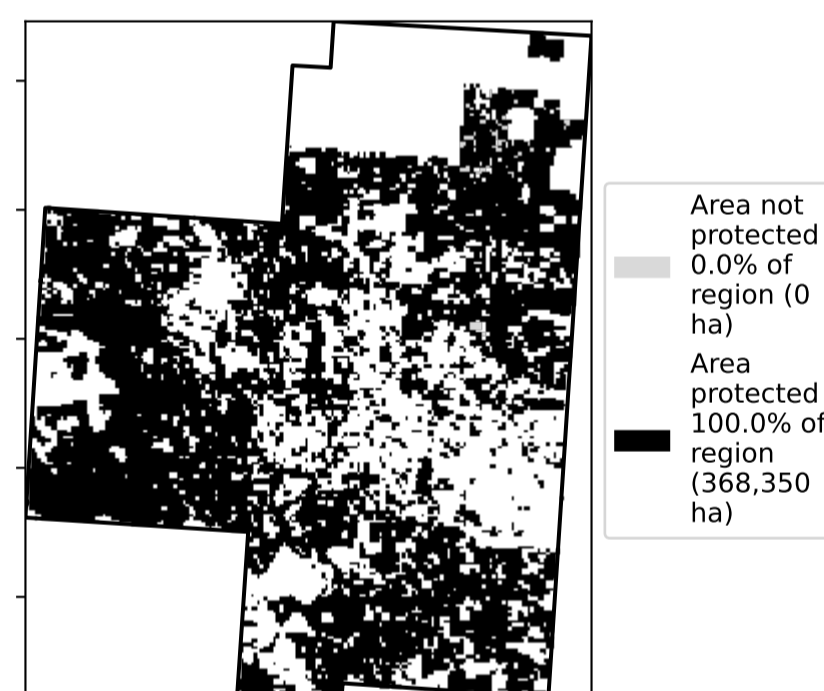 Area not
protected
0.0% of
region (0
ha)
Area
protected
100.0% of
region
(368,350
ha)